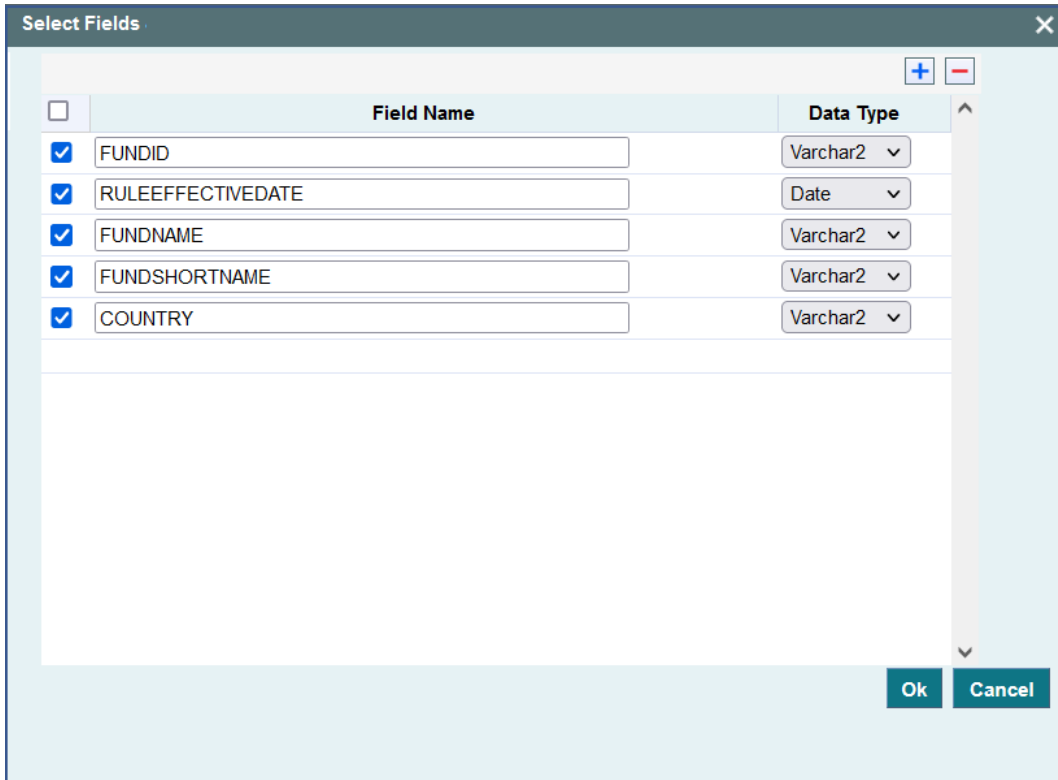 Select Fields
Field Name Data Type
FUNDID Varchar2
RULEEFFECTIVEDATE Date
FUNDNAME Varchar2
FUNDSHORTNAME Varchar2
COUNTRY Varchar2
Ok Cancel